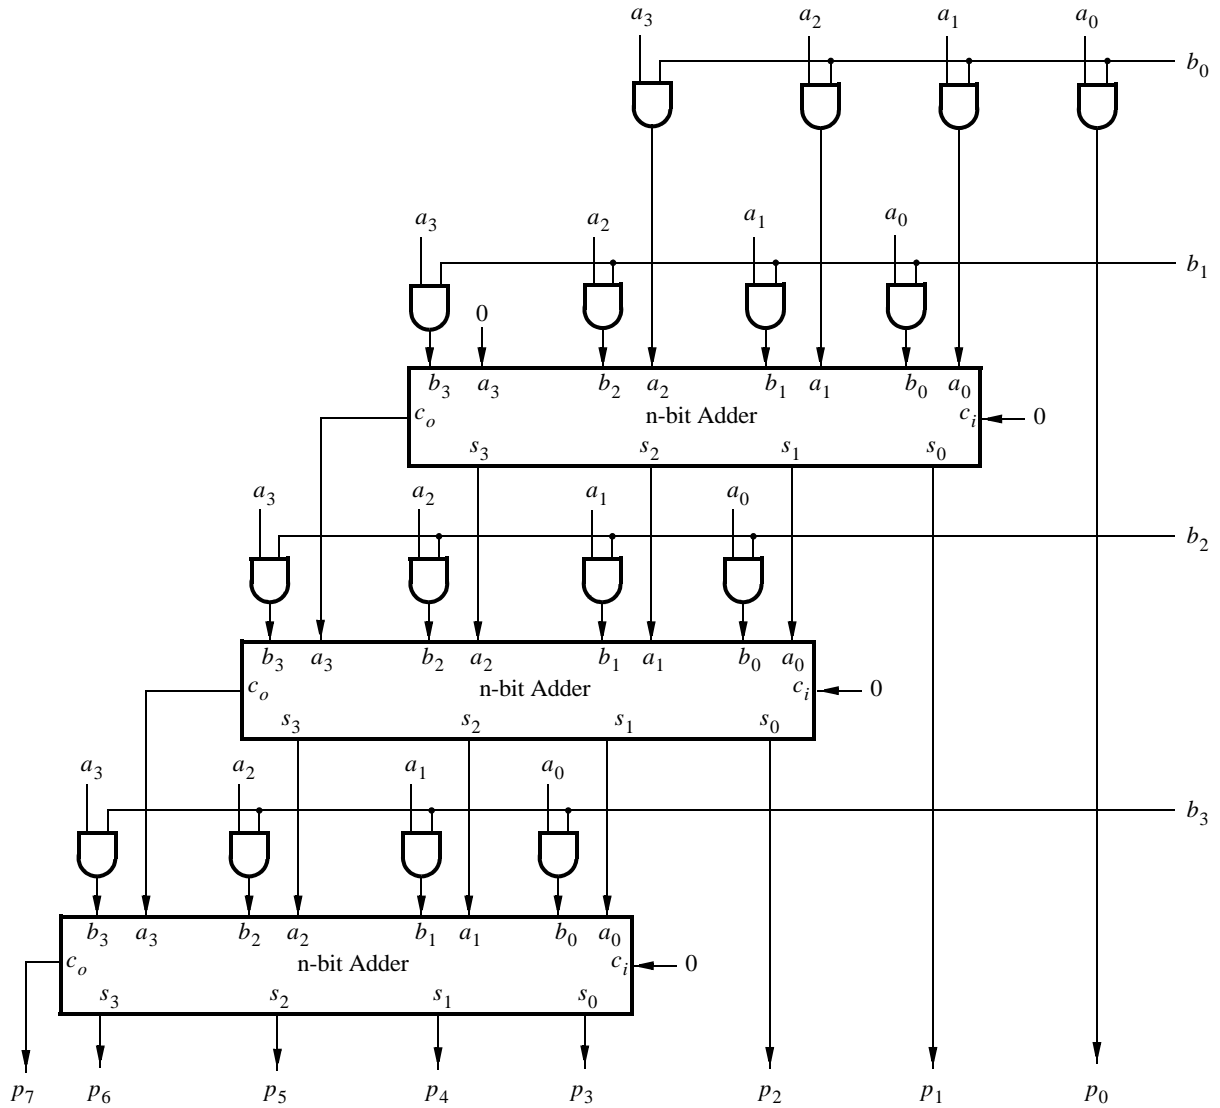 a3 a2 a1 a0
b0
a3 a2 a1 a0
b1
0
b3 a3 b2 a2 b1 a1 b0 a0
co n-bit Adder ci 0
s3 s2 s1 s0
a3 a2 a1 a0
b2
b3 a3 b2 a2 b1 a1 b0 a0
co n-bit Adder ci 0
s3 s2 s1 s0
a3 a2 a1 a0
b3
b3 a3 b2 a2 b1 a1 b0 a0
co n-bit Adder ci 0
s3 s2 s1 s0
p7 p6 p5 p4 p3 p2 p1 p0